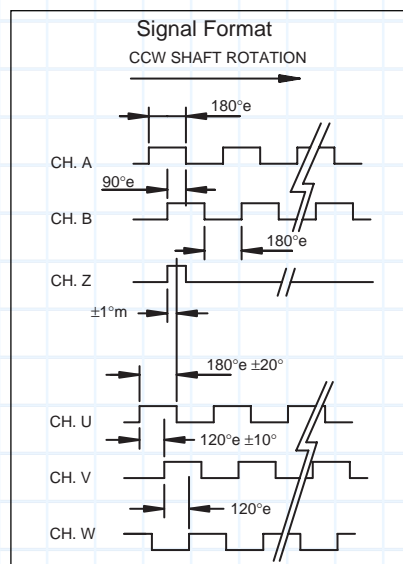 Signal Format
CCW SHAFT ROTATION
180°e
CH. A
90°e
CH. B
180°e
CH. Z
±1°m
180°e ±20°
CH. U
120°e ±10°
CH. V
120°e
CH. W